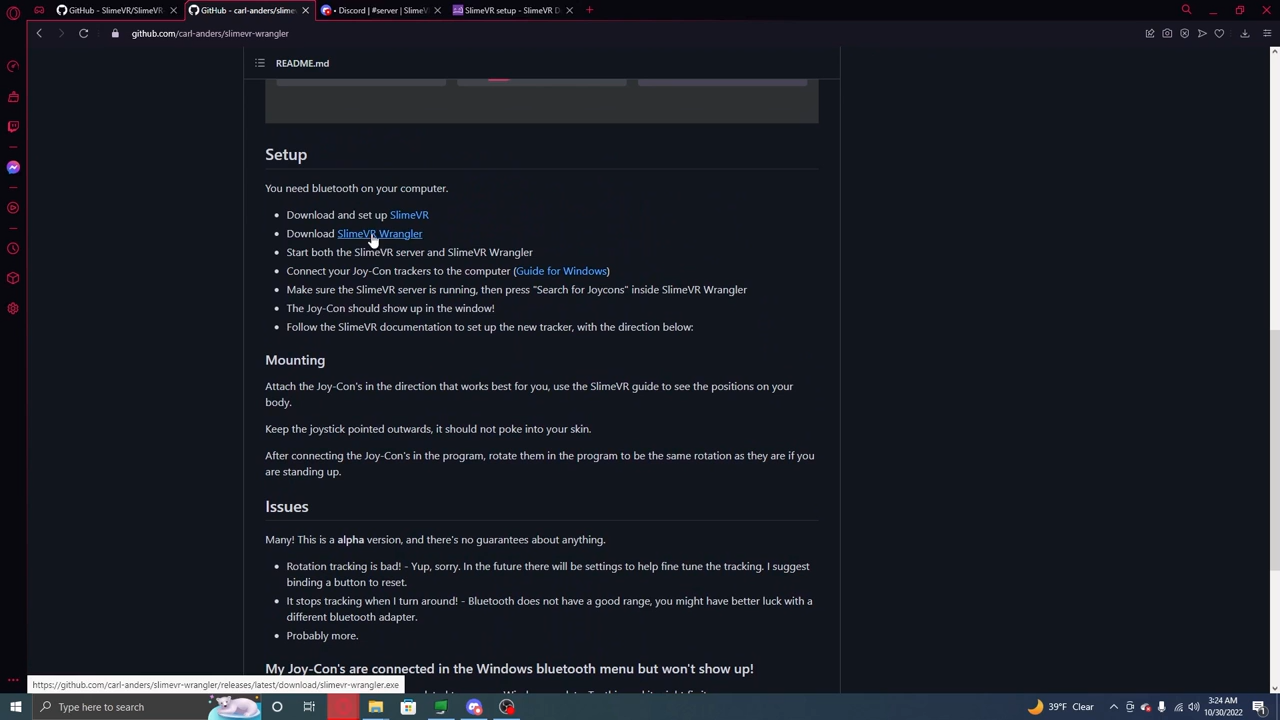 GitHub - SlimeVR/SlimeVR
GitHub - carl-anders/slime
Discord | #server | SlimeV
SlimeVR setup - SlimeVR D
github.com/carl-anders/slimevr-wrangler
README.md
Setup
You need bluetooth on your computer.
• Download and set up SlimeVR
• Download SlimeVR Wrangler
• Start both the SlimeVR server and SlimeVR Wrangler
• Connect your Joy-Con trackers to the computer (Guide for Windows)
• Make sure the SlimeVR server is running, then press "Search for Joycons" inside SlimeVR Wrangler
• The Joy-Con should show up in the window!
• Follow the SlimeVR documentation to set up the new tracker, with the direction below:
Mounting
Attach the Joy-Con's in the direction that works best for you, use the SlimeVR guide to see the positions on your
body.
Keep the joystick pointed outwards, it should not poke into your skin.
After connecting the Joy-Con's in the program, rotate them in the program to be the same rotation as they are if you
are standing up.
Issues
Many! This is a alpha version, and there's no guarantees about anything.
• Rotation tracking is bad! - Yup, sorry. In the future there will be settings to help fine tune the tracking. I suggest
binding a button to reset.
• It stops tracking when I turn around! - Bluetooth does not have a good range, you might have better luck with a
different bluetooth adapter.
• Probably more.
My Joy-Con's are connected in the Windows bluetooth menu but won't show up!
https://github.com/carl-anders/slimevr-wrangler/releases/latest/download/slimevr-wrangler.exe
Type here to search
39°F Clear
3:24 AM
10/30/2022